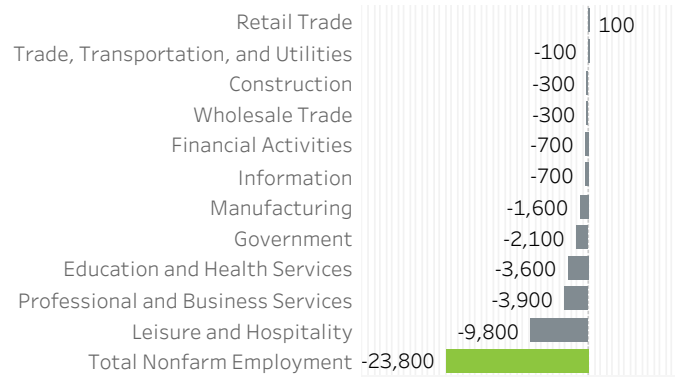 Retail Trade 100
Trade, Transportation, and Utilities -100
Construction -300
Wholesale Trade -300
Financial Activities -700
Information -700
Manufacturing -1,600
Government -2,100
Education and Health Services -3,600
Professional and Business Services -3,900
Leisure and Hospitality -9,800
Total Nonfarm Employment -23,800